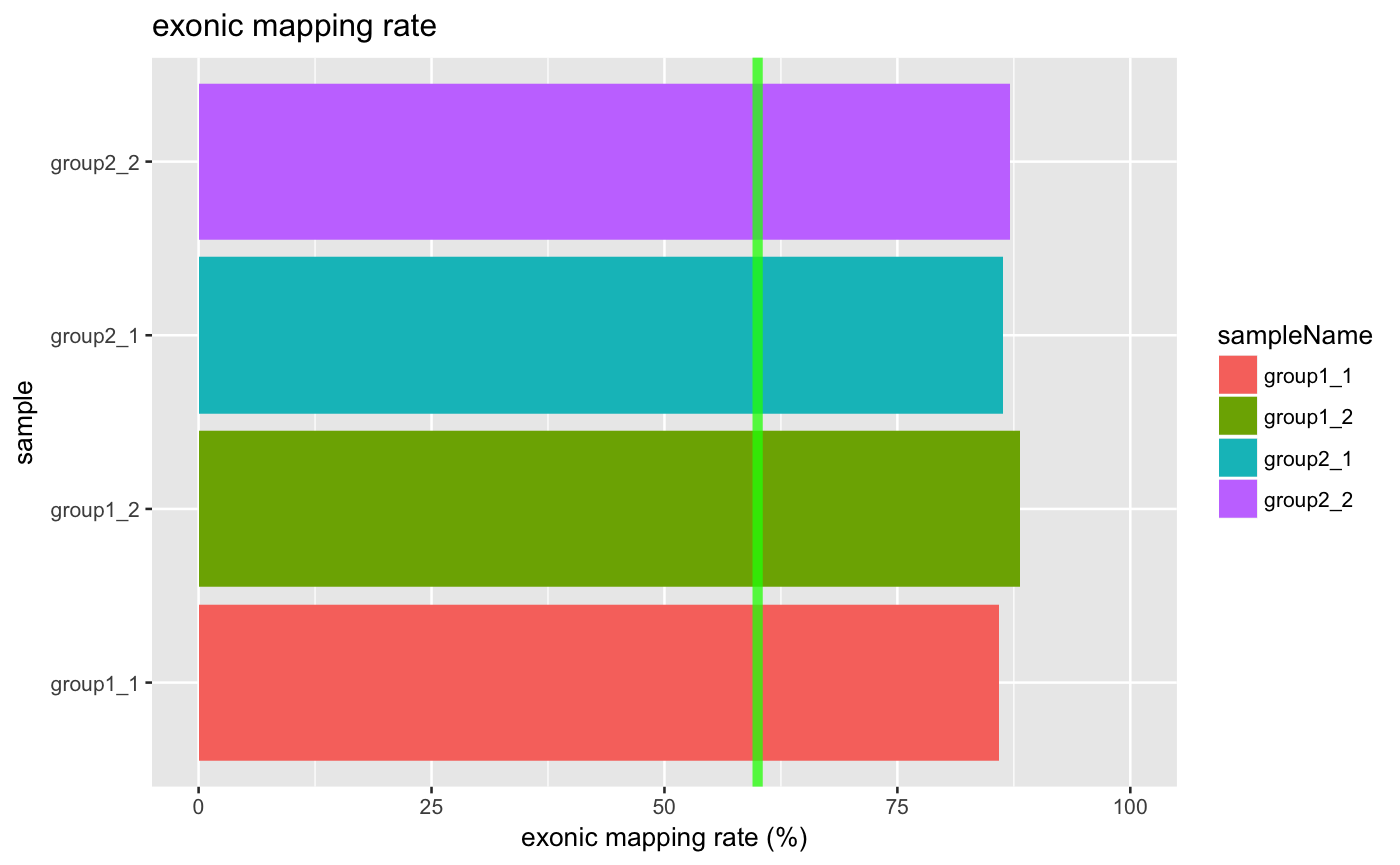 exonic mapping rate
group2_2
group2_1
group1_2
group1_1
sample
0 25 50 75 100
exonic mapping rate (%)
sampleName
group1_1
group1_2
group2_1
group2_2